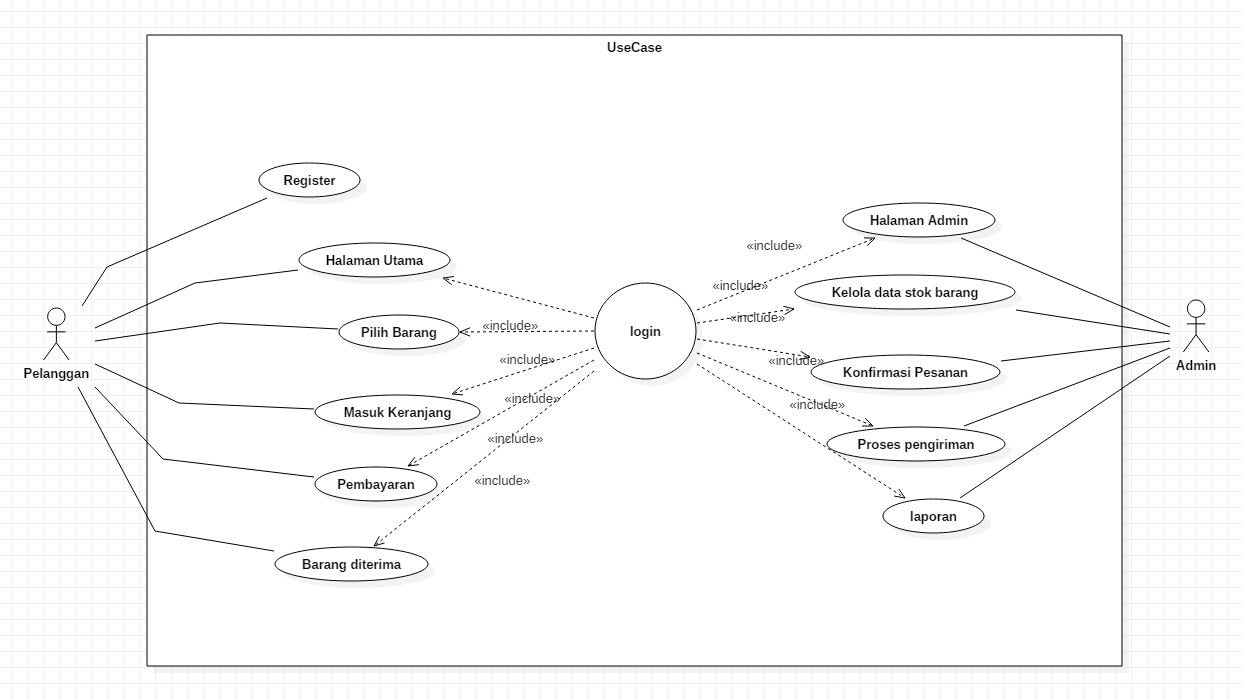 UseCase
Register
Halaman Admin
«include»
Halaman Utama
«include»
Kelola data stok barang
«include»
«include»
Pilih Barang
login
«include»
«include»
Pelanggan
Konfirmasi Pesanan
Admin
«include»
«include»
Masuk Keranjang
«include»
Proses pengiriman
«include»
Pembayaran
laporan
Barang diterima